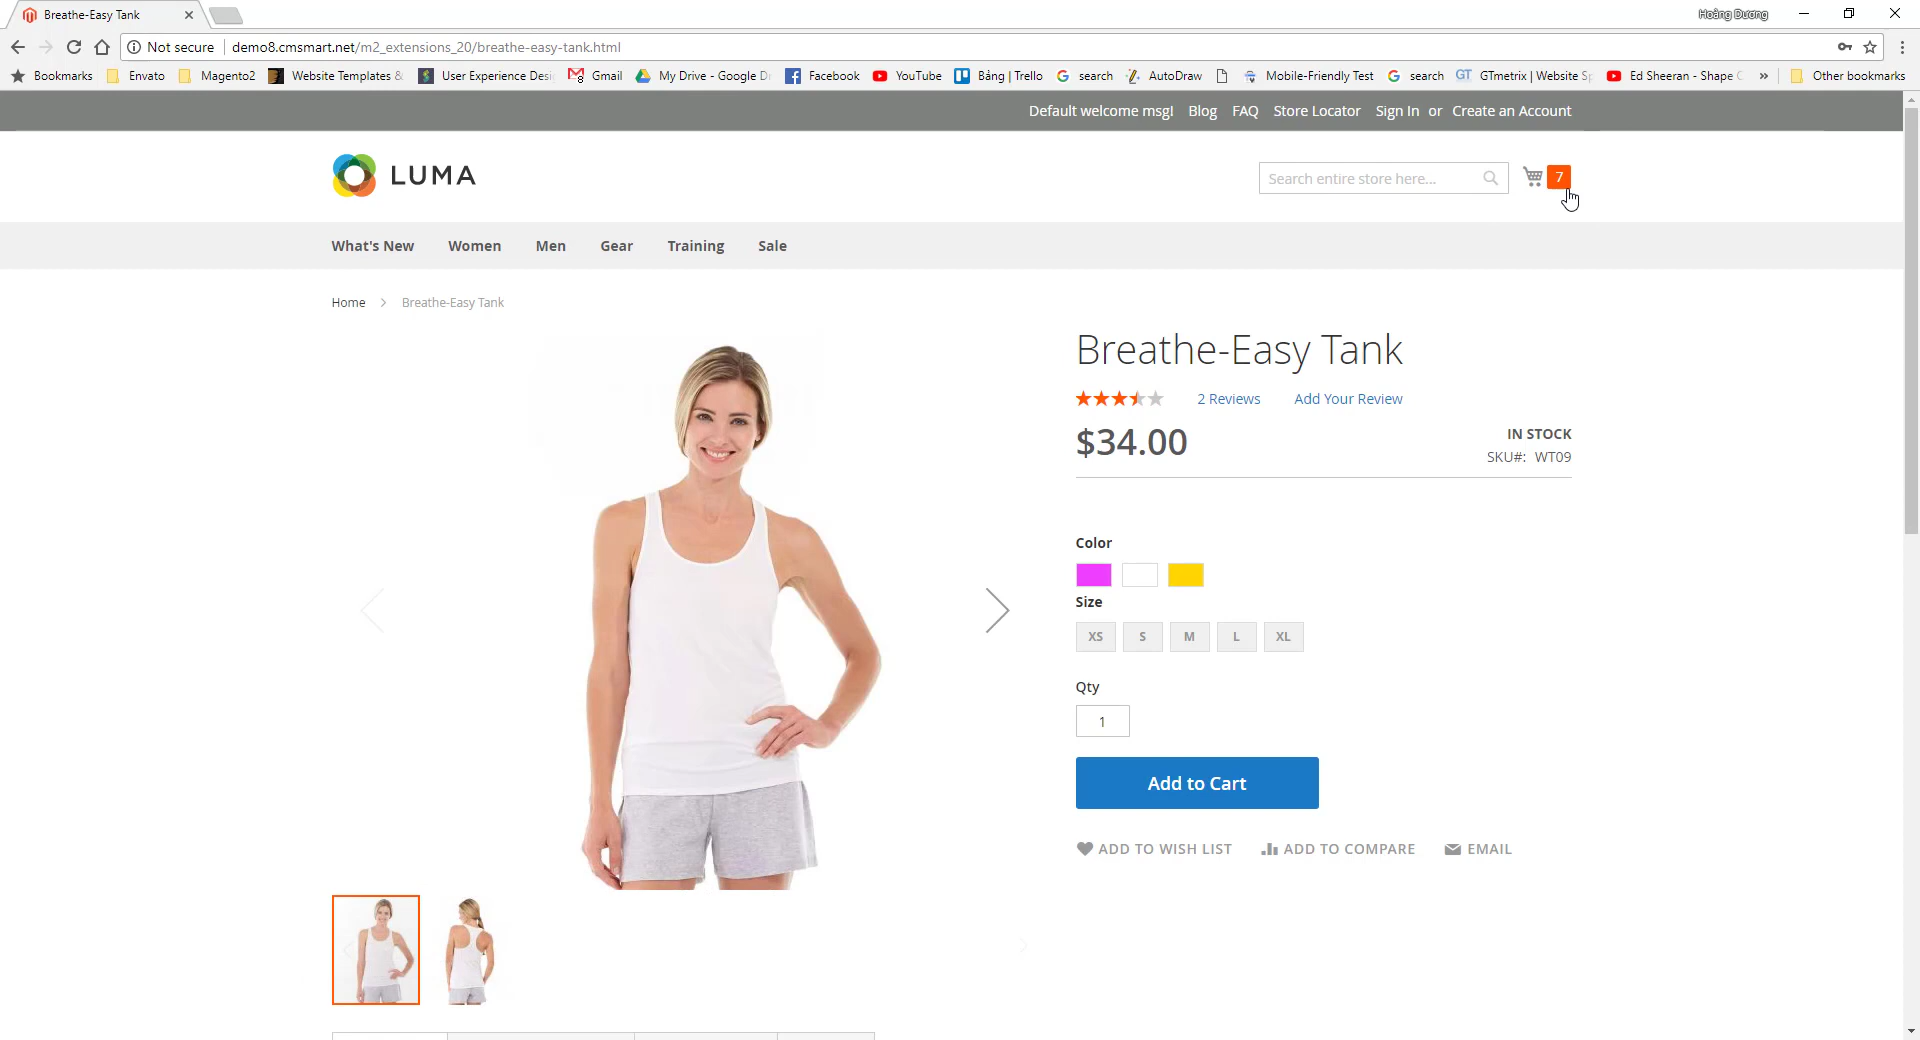 Breathe-Easy Tank
Hoàng Dương
Not secure demo8.cmsmart.net/m2_extensions_20/breathe-easy-tank.html
Bookmarks Envato Magento2 Website Templates & User Experience Desi Gmail My Drive - Google D Facebook YouTube Bảng | Trello search AutoDraw Mobile-Friendly Test search GTmetrix | Website Sp Ed Sheeran - Shape O » Other bookmarks
Default welcome msg! Blog FAQ Store Locator Sign In or Create an Account
LUMA
Search entire store here...
7
What's New Women Men Gear Training Sale
Home > Breathe-Easy Tank
Breathe-Easy Tank
2 Reviews Add Your Review
$34.00
IN STOCK
SKU#: WT09
Color
Size
XS S M L XL
Qty
1
Add to Cart
ADD TO WISH LIST ADD TO COMPARE EMAIL